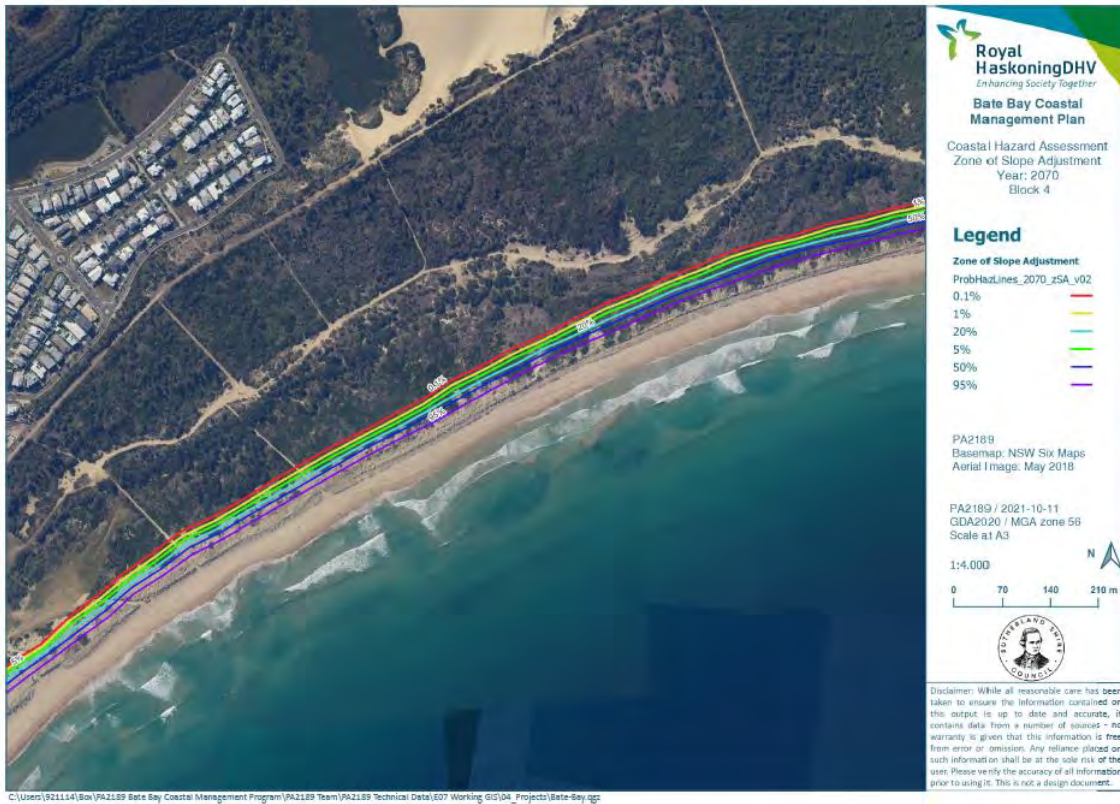 Royal
HaskoningDHV
Enhancing Society Together
Bate Bay Coastal
Management Plan
Coastal Hazard Assessment
Zone of Slope Adjustment
Year: 2070
Block 4
Legend
Zone of Slope Adjustment
ProbHazLines_2070_zSA_v02
0.1%
1%
20%
5%
50%
95%
PA2189
Basemap: NSW Six Maps
Aerial Image: May 2018
PA2189 / 2021-10-11
GDA2020 / MGA zone 56
Scale at A3
1:4.000
N
0 70 140 210 m
SUTHERLAND SHIRE
COUNCIL
Disclaimer: While all reasonable care has been
taken to ensure the information contained on
this output is up to date and accurate, it
contains data from a number of sources - no
warranty is given that this information is free
from error or omission. Any reliance placed on
such information shall be at the sole risk of the
user. Please verify the accuracy of all information
prior to using it. This is not a design document.
1%
50%
20%
0.1%
95%
5%
C:\Users\921114\Box\PA2189 Bate Bay Coastal Management Program\PA2189 Team\PA2189 Technical Data\E07 Working GIS\04_Projects\Bate-Bay.qgz